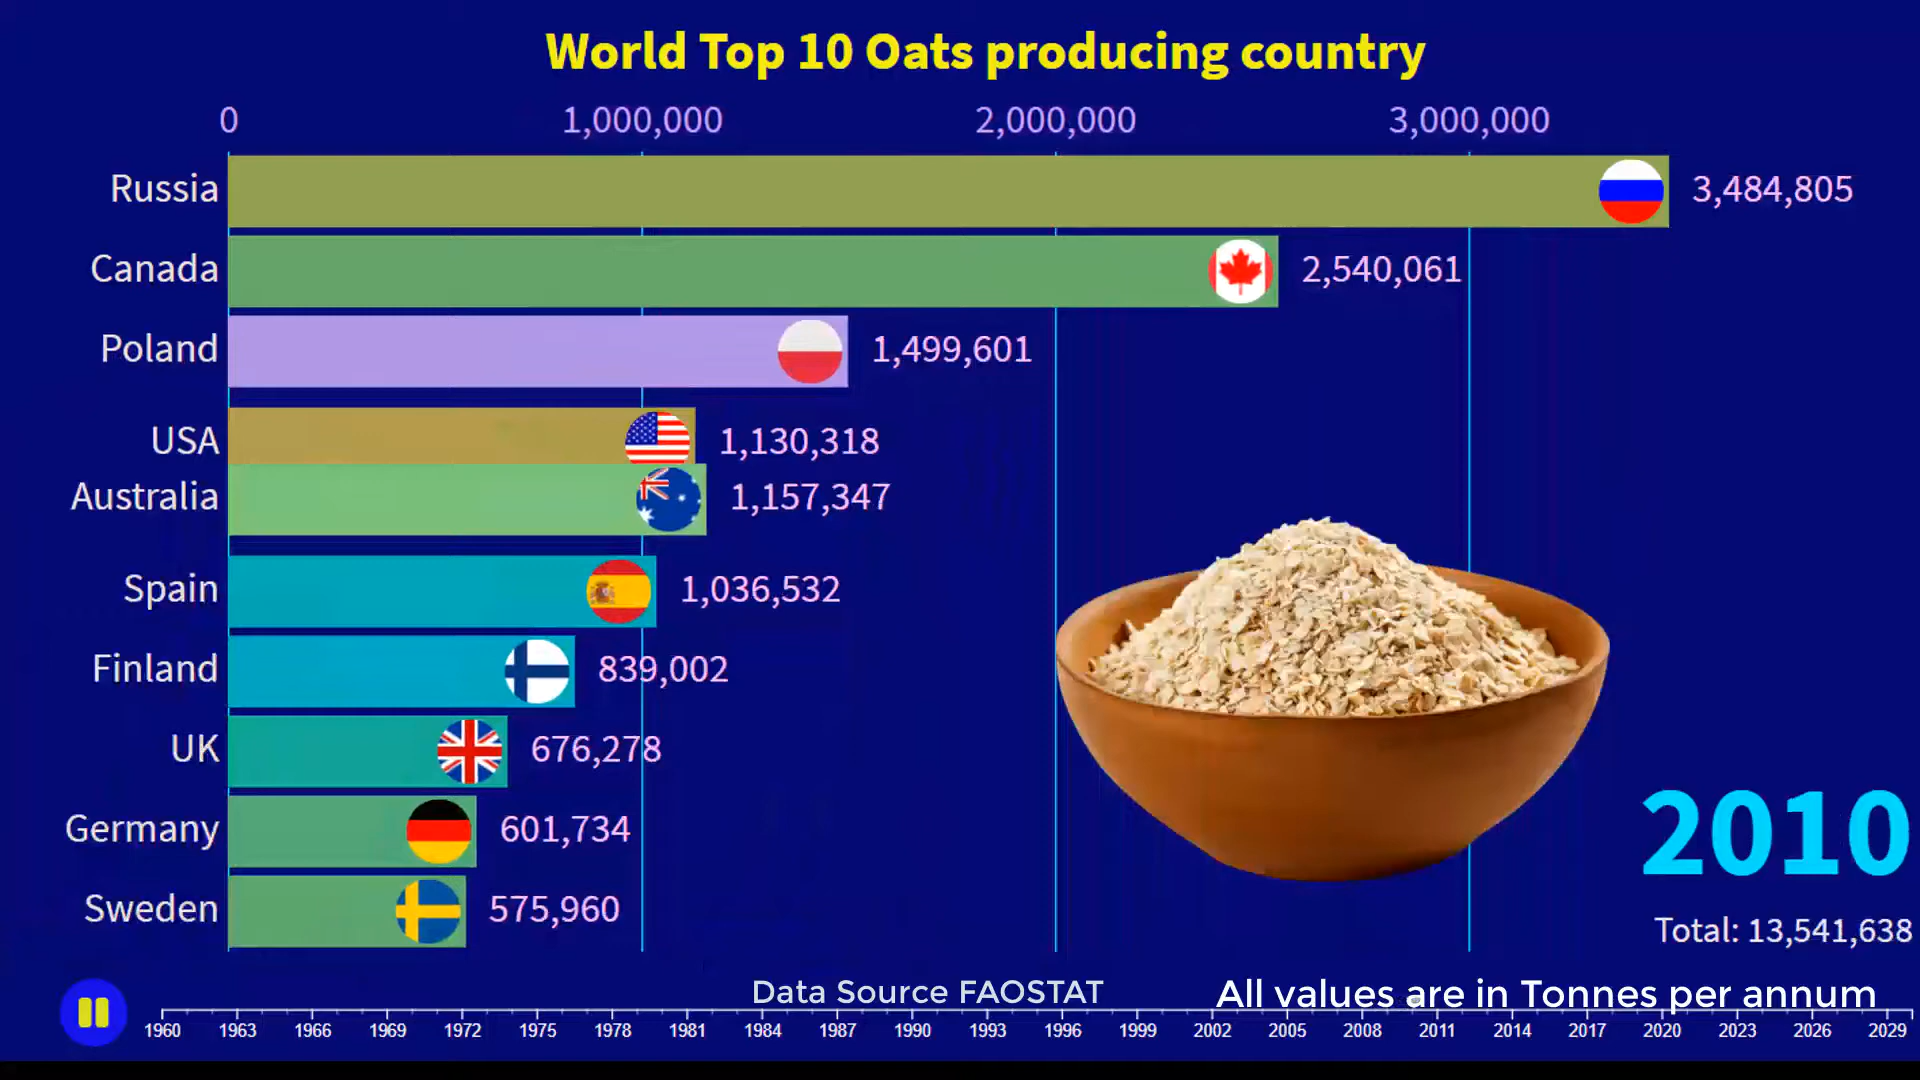 World Top 10 Oats producing country
0 1,000,000 2,000,000 3,000,000
Russia 3,484,805
Canada 2,540,061
Poland 1,499,601
USA 1,130,318
Australia 1,157,347
Spain 1,036,532
Finland 839,002
UK 676,278
Germany 601,734
Sweden 575,960
2010
Total: 13,541,638
Data Source FAOSTAT All values are in Tonnes per annum
1960 1963 1966 1969 1972 1975 1978 1981 1984 1987 1990 1993 1996 1999 2002 2005 2008 2011 2014 2017 2020 2023 2026 2029